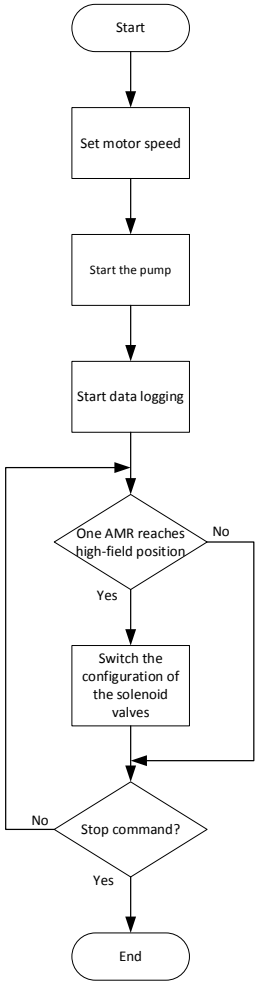 Start
Set motor speed
Start the pump
Start data logging
One AMR reaches
high-field position
No
Yes
Switch the
configuration of
the solenoid
valves
Stop command?
No
Yes
End